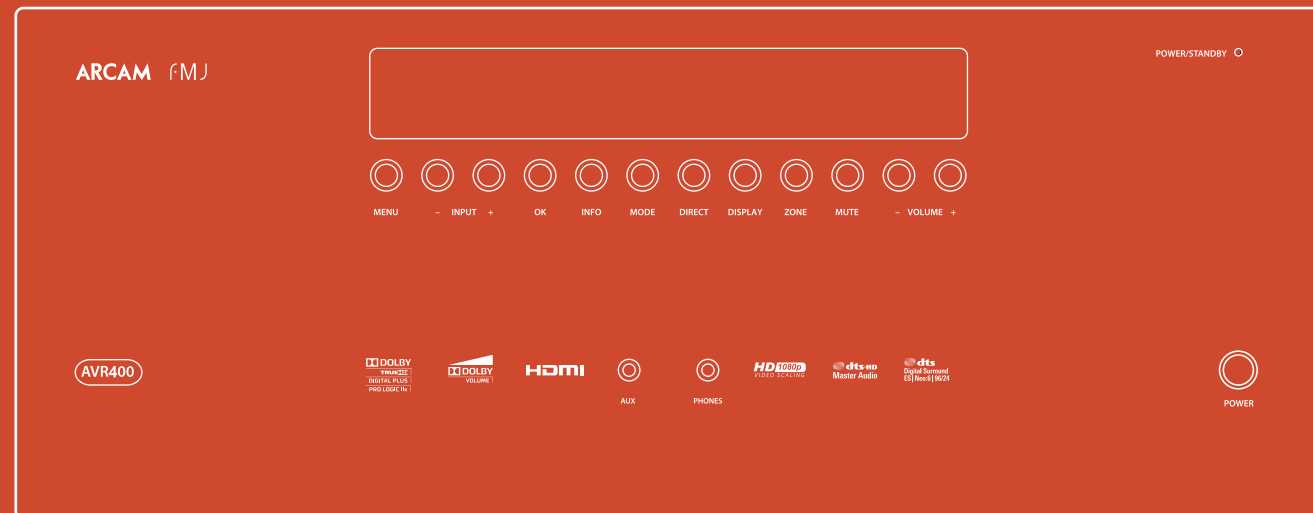 ARCAM FMJ
POWER/STANDBY
MENU - INPUT + OK INFO MODE DIRECT DISPLAY ZONE MUTE - VOLUME +
AVR400
DOLBY
TRUEHD
DIGITAL PLUS
PRO LOGIC IIx
DOLBY
VOLUME
HDMI
AUX
PHONES
HD 1080p
VIDEO SCALING
dts-HD
Master Audio
dts
Digital Surround
ES | Neo:6 | 96/24
POWER